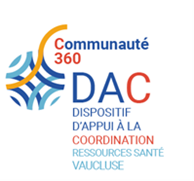 Communauté
360
DAC
DISPOSITIF
D'APPUI À LA
COORDINATION
RESSOURCES SANTÉ
VAUCLUSE